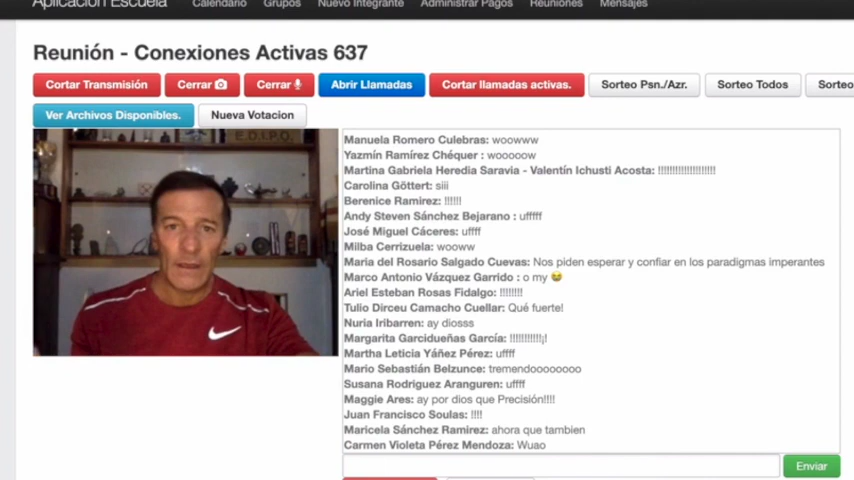 Aplicación Escuela Calendario Grupos Nuevo Integrante Administrar Pagos Reuniones Mensajes
Reunión - Conexiones Activas 637
Cortar Transmisión Cerrar Cerrar Abrir Llamadas Cortar llamadas activas. Sorteo Psn./Azr. Sorteo Todos Sorteo
Ver Archivos Disponibles. Nueva Votacion
E.D.I.P.O.
Manuela Romero Culebras: woowww
Yazmín Ramírez Chéquer : wooooow
Martina Gabriela Heredia Saravia - Valentín Ichusti Acosta: !!!!!!!!!!!!!!!!!!!!!!!
Carolina Göttert: siii
Berenice Ramirez: !!!!!!
Andy Steven Sánchez Bejarano : ufffff
José Miguel Cáceres: uffff
Milba Cerrizuela: wooww
Maria del Rosario Salgado Cuevas: Nos piden esperar y confiar en los paradigmas imperantes
Marco Antonio Vázquez Garrido : o my 😂
Ariel Esteban Rosas Fidalgo: !!!!!!!!
Tulio Dirceu Camacho Cuellar: Qué fuerte!
Nuria Iribarren: ay diosss
Margarita Garcidueñas García: !!!!!!!!!!!¡!
Martha Leticia Yáñez Pérez: uffff
Mario Sebastián Belzunce: tremendoooooooo
Susana Rodriguez Aranguren: uffff
Maggie Ares: ay por dios que Precisión!!!!
Juan Francisco Soulas: !!!!
Maricela Sánchez Ramirez: ahora que tambien
Carmen Violeta Pérez Mendoza: Wuao
Enviar